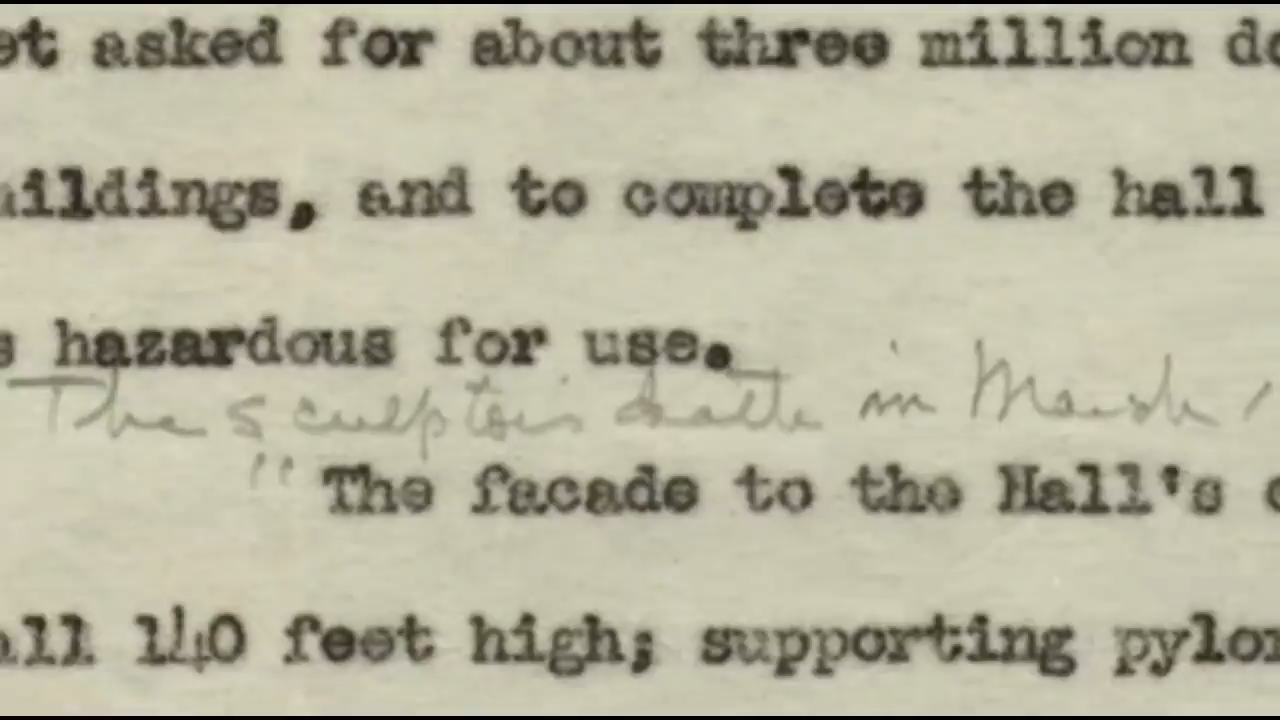 et asked for about three million do
uildings, and to complete the hall
s hazardous for use.
The sculptor's death in March
" The facade to the Hall's c
all 140 feet high; supporting pylon